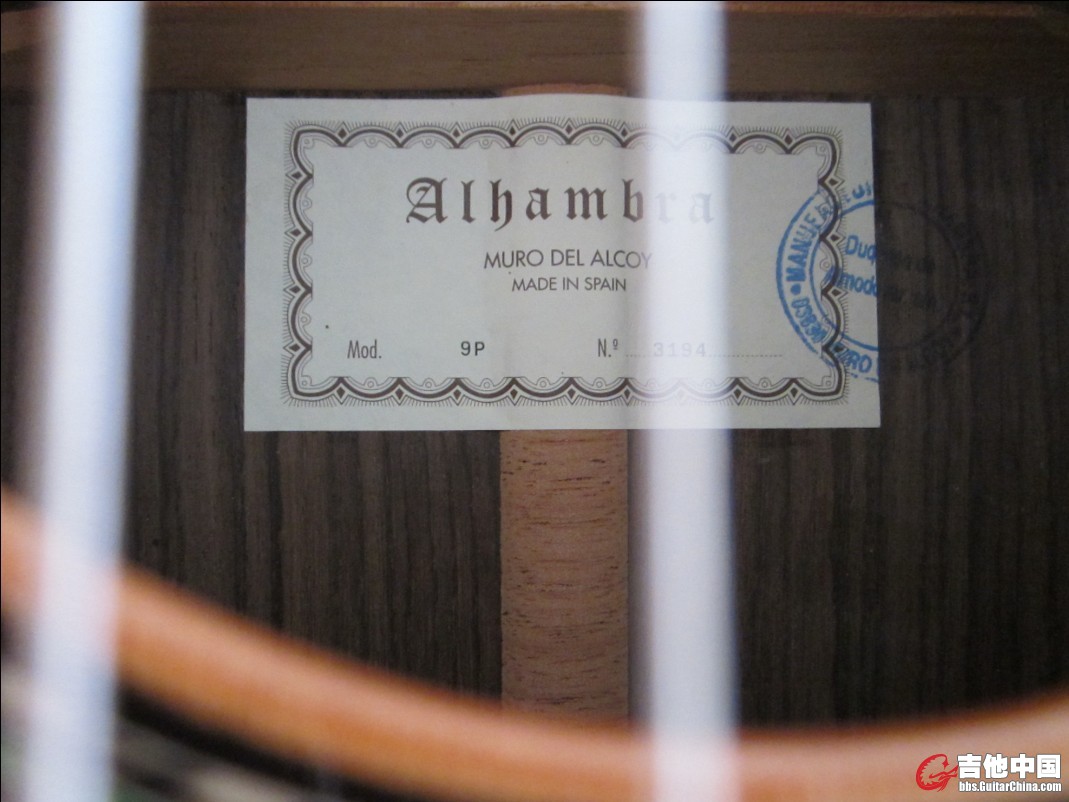 Alhambra
MURO DEL ALCOY
MADE IN SPAIN
Mod. 9P N.º 3194
吉他中国
bbs.GuitarChina.com